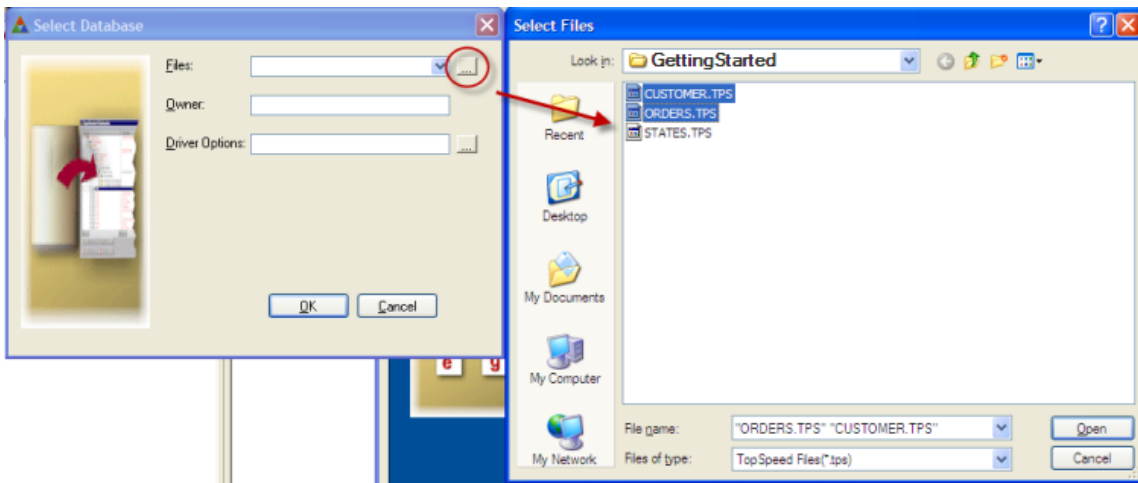 Select Database
Files:
...
Owner:
Driver Options:
...
OK
Cancel
e g
Select Files
Look in:
GettingStarted
CUSTOMER.TPS
ORDERS.TPS
STATES.TPS
Recent
Desktop
My Documents
My Computer
My Network
File name:
"ORDERS.TPS" "CUSTOMER.TPS"
Open
Files of type:
TopSpeed Files(*.tps)
Cancel